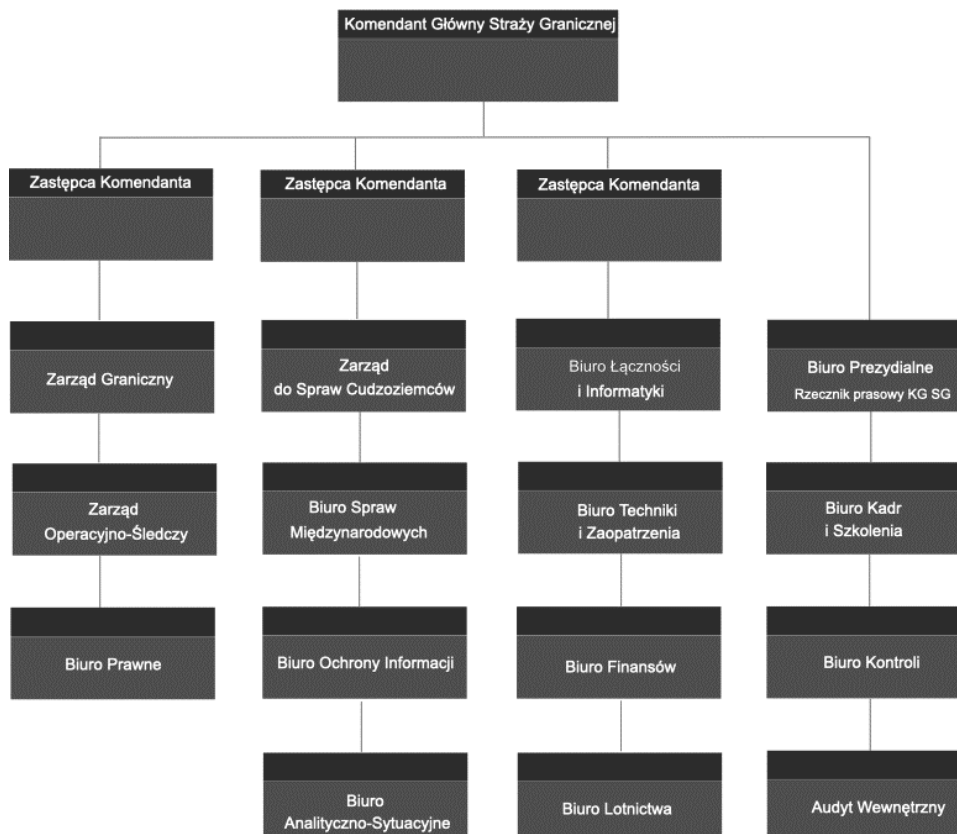 Komendant Główny Straży Granicznej
Zastępca Komendanta
Zastępca Komendanta
Zastępca Komendanta
Zarząd Graniczny
Zarząd
do Spraw Cudzoziemców
Biuro Łączności
i Informatyki
Biuro Prezydialne
Rzecznik prasowy KG SG
Zarząd
Operacyjno-Śledczy
Biuro Spraw
Międzynarodowych
Biuro Techniki
i Zaopatrzenia
Biuro Kadr
i Szkolenia
Biuro Prawne
Biuro Ochrony Informacji
Biuro Finansów
Biuro Kontroli
Biuro
Analityczno-Sytuacyjne
Biuro Lotnictwa
Audyt Wewnętrzny